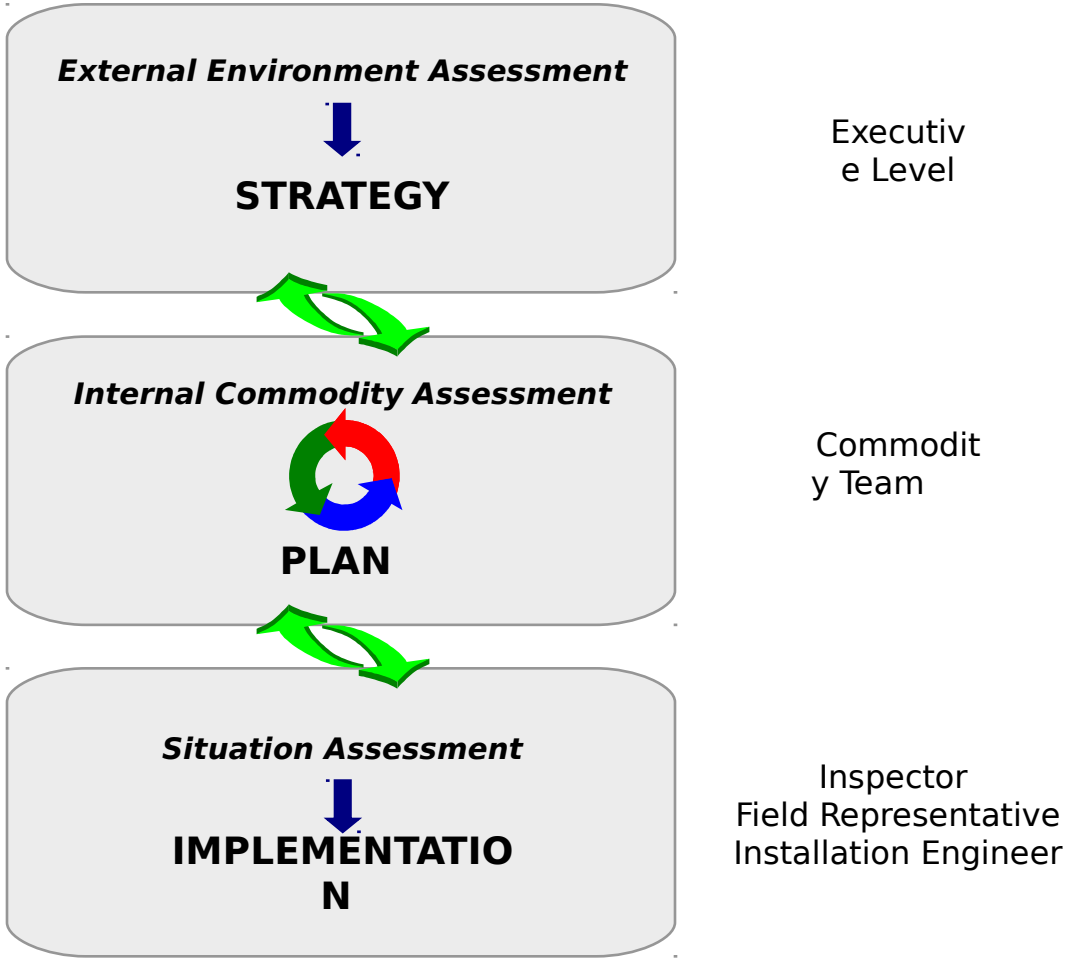 External Environment Assessment
STRATEGY
Executiv
e Level
Internal Commodity Assessment
PLAN
Commodit
y Team
Situation Assessment
IMPLEMENTATIO
N
Inspector
Field Representative
Installation Engineer